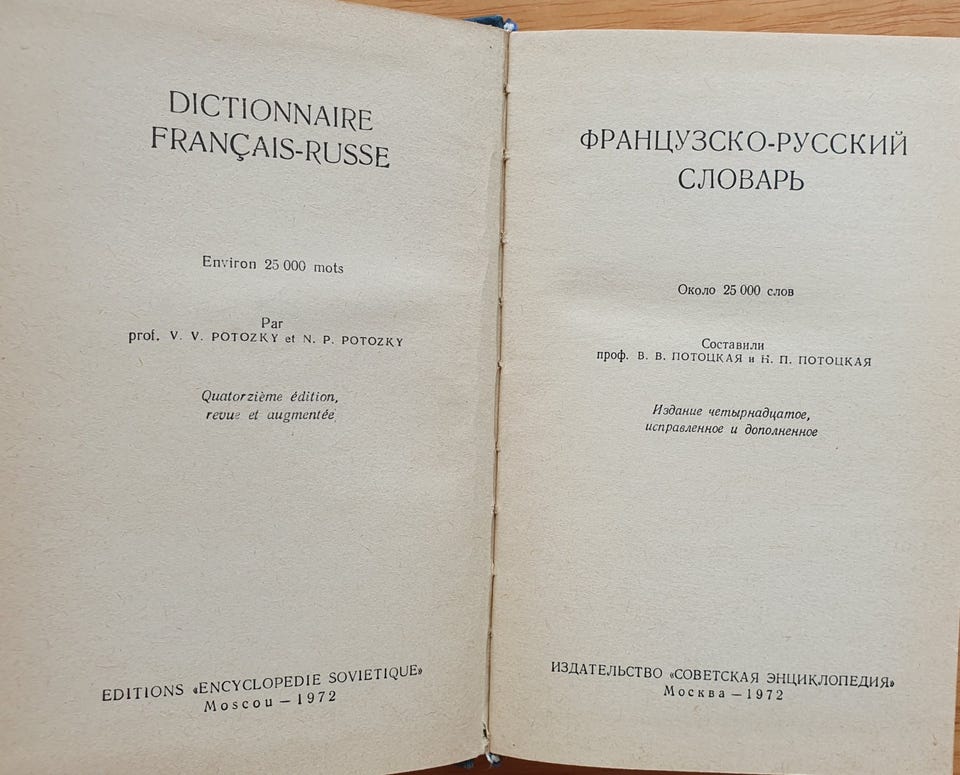 DICTIONNAIRE
FRANÇAIS-RUSSE
Environ 25 000 mots
Par
prof. V. V. POTOZKY et N. P. POTOZKY
Quatorzième édition,
revue et augmentée
EDITIONS «ENCYCLOPEDIE SOVIETIQUE»
Moscou — 1972
ФРАНЦУЗСКО-РУССКИЙ
СЛОВАРЬ
Около 25 000 слов
Составили
проф. В. В. ПОТОЦКАЯ и Н. П. ПОТОЦКАЯ
Издание четырнадцатое,
исправленное и дополненное
ИЗДАТЕЛЬСТВО «СОВЕТСКАЯ ЭНЦИКЛОПЕДИЯ»
Москва — 1972